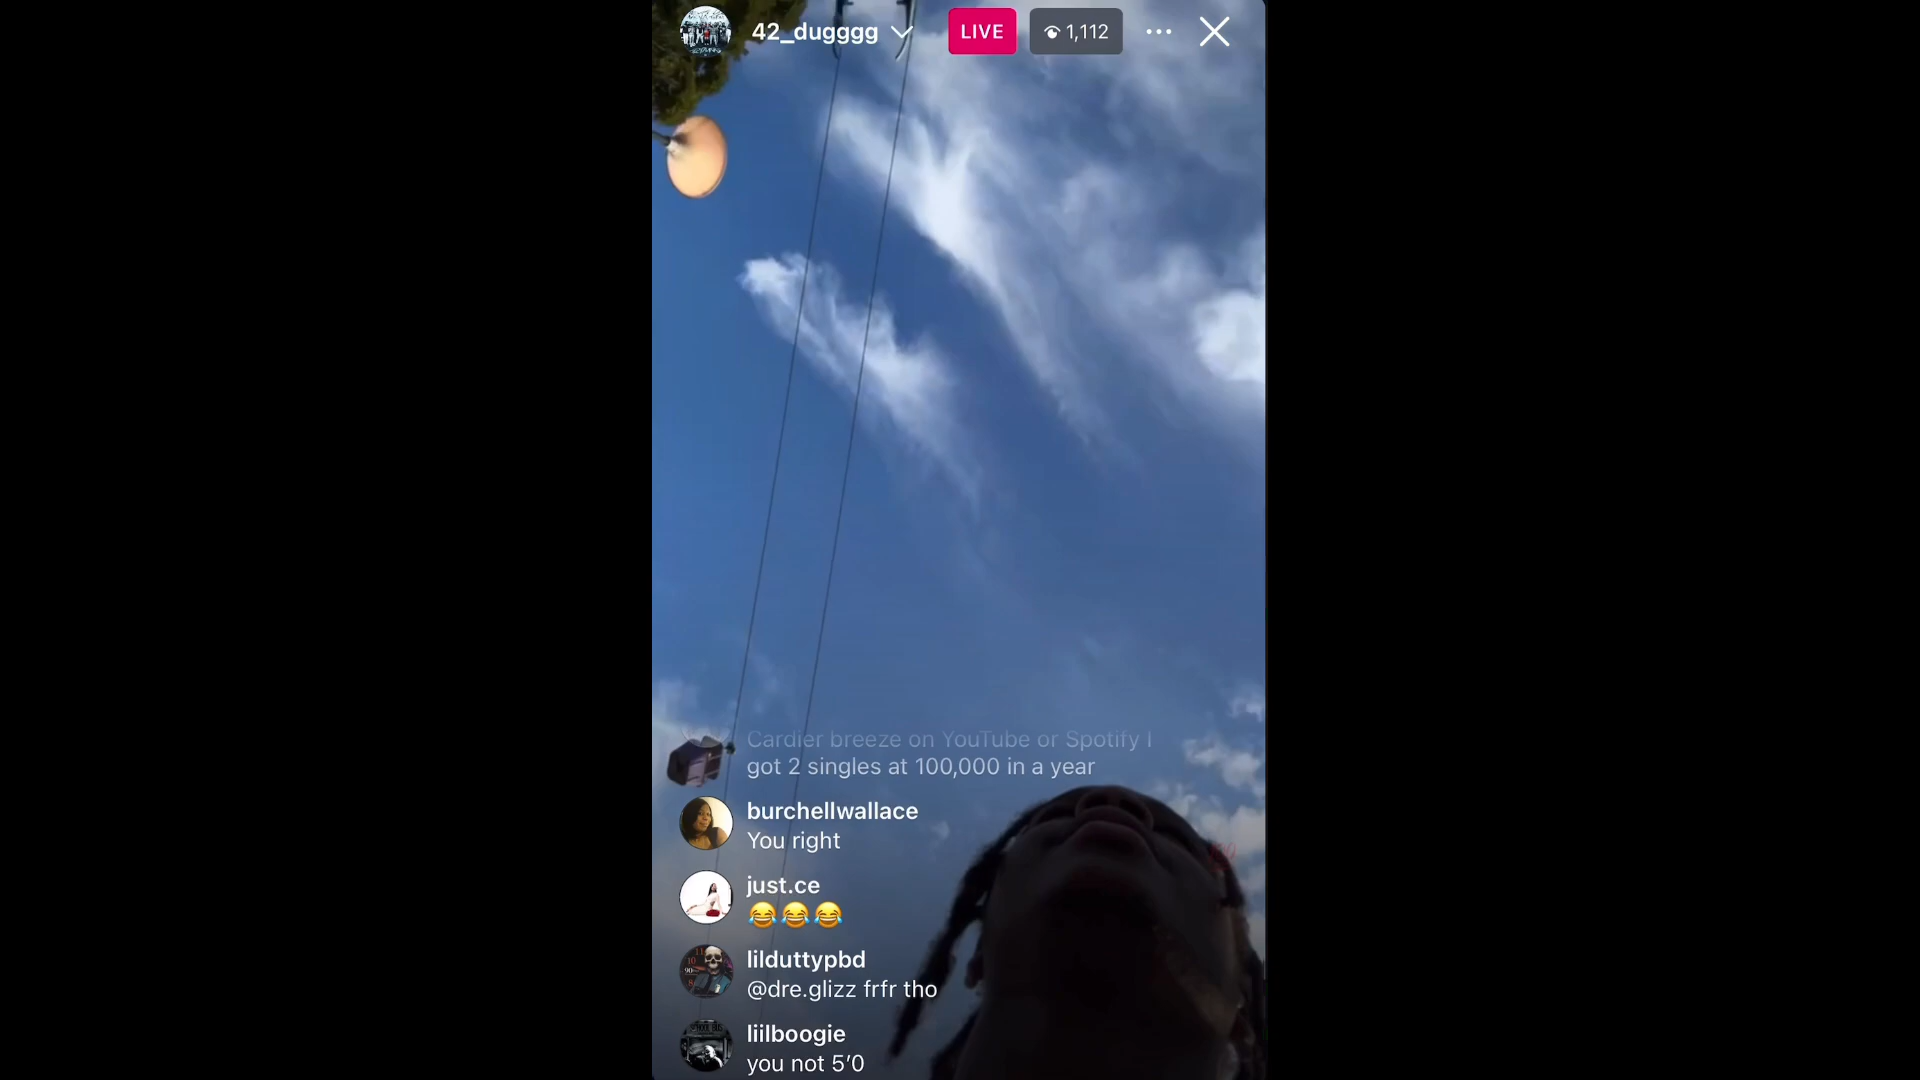 42_dugggg
LIVE
1,112
Cardier breeze on YouTube or Spotify I
got 2 singles at 100,000 in a year
burchellwallace
You right
just.ce
😂😂😂
lilduttypbd
@dre.glizz frfr tho
liilboogie
you not 5’0